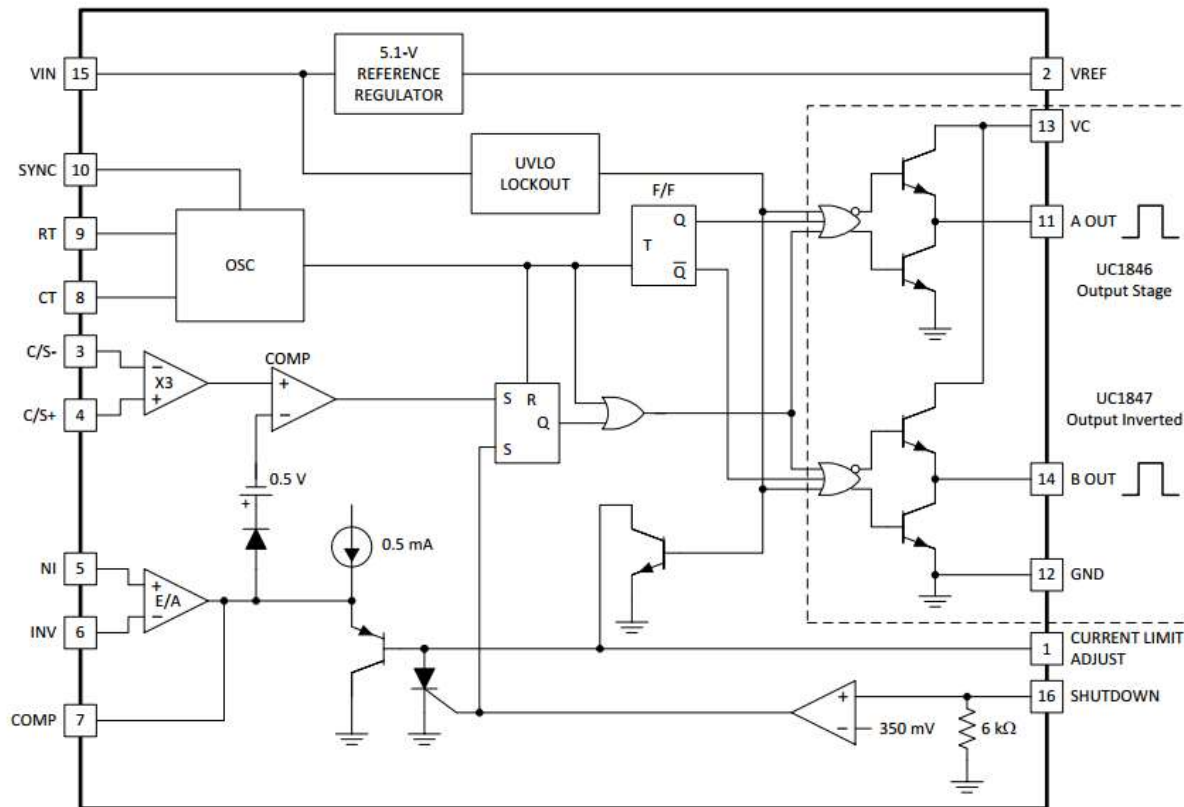 5.1-V
REFERENCE
REGULATOR
VIN
15
2
VREF
13
VC
SYNC
10
UVLO
LOCKOUT
F/F
RT
9
OSC
T
Q
Q̅
11
A OUT
UC1846
Output Stage
CT
8
C/S-
3
−
X3
+
COMP
+
−
C/S+
4
S
R
Q
S
UC1847
Output Inverted
0.5 V
+
14
B OUT
0.5 mA
NI
5
+
E/A
−
INV
6
12
GND
1
CURRENT LIMIT
ADJUST
16
SHUTDOWN
COMP
7
+
−
350 mV
6 kΩ